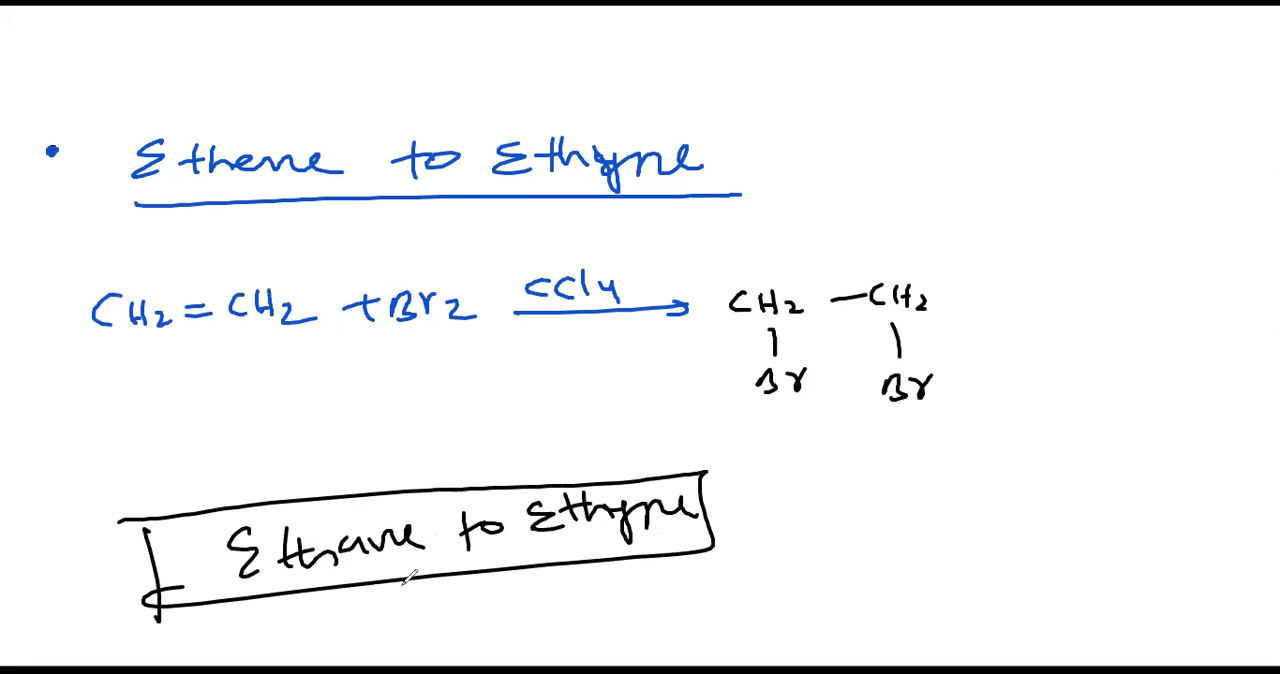 • Ethene to Ethyne
CH2 = CH2 + Br2 CCl4 → CH2 — CH2
| |
Br Br
Ethane to Ethyne